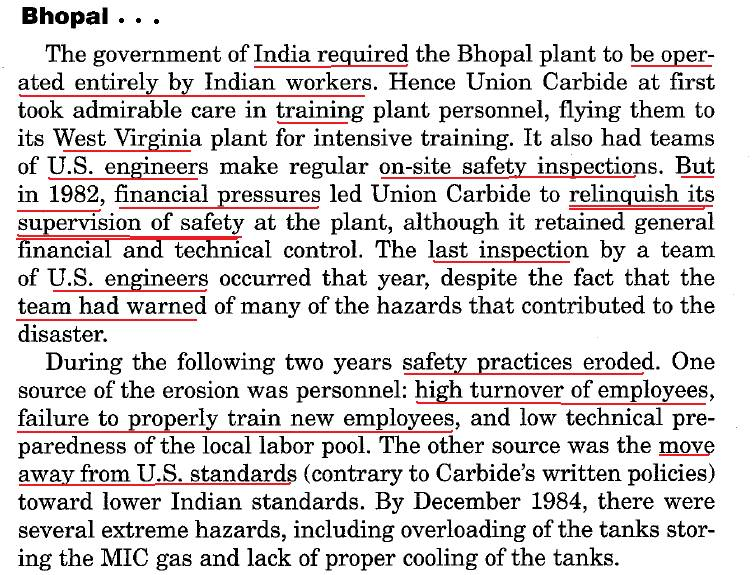 Bhopal . . .
The government of India required the Bhopal plant to be oper-
ated entirely by Indian workers. Hence Union Carbide at first
took admirable care in training plant personnel, flying them to
its West Virginia plant for intensive training. It also had teams
of U.S. engineers make regular on-site safety inspections. But
in 1982, financial pressures led Union Carbide to relinquish its
supervision of safety at the plant, although it retained general
financial and technical control. The last inspection by a team
of U.S. engineers occurred that year, despite the fact that the
team had warned of many of the hazards that contributed to the
disaster.
During the following two years safety practices eroded. One
source of the erosion was personnel: high turnover of employees,
failure to properly train new employees, and low technical pre-
paredness of the local labor pool. The other source was the move
away from U.S. standards (contrary to Carbide's written policies)
toward lower Indian standards. By December 1984, there were
several extreme hazards, including overloading of the tanks stor-
ing the MIC gas and lack of proper cooling of the tanks.